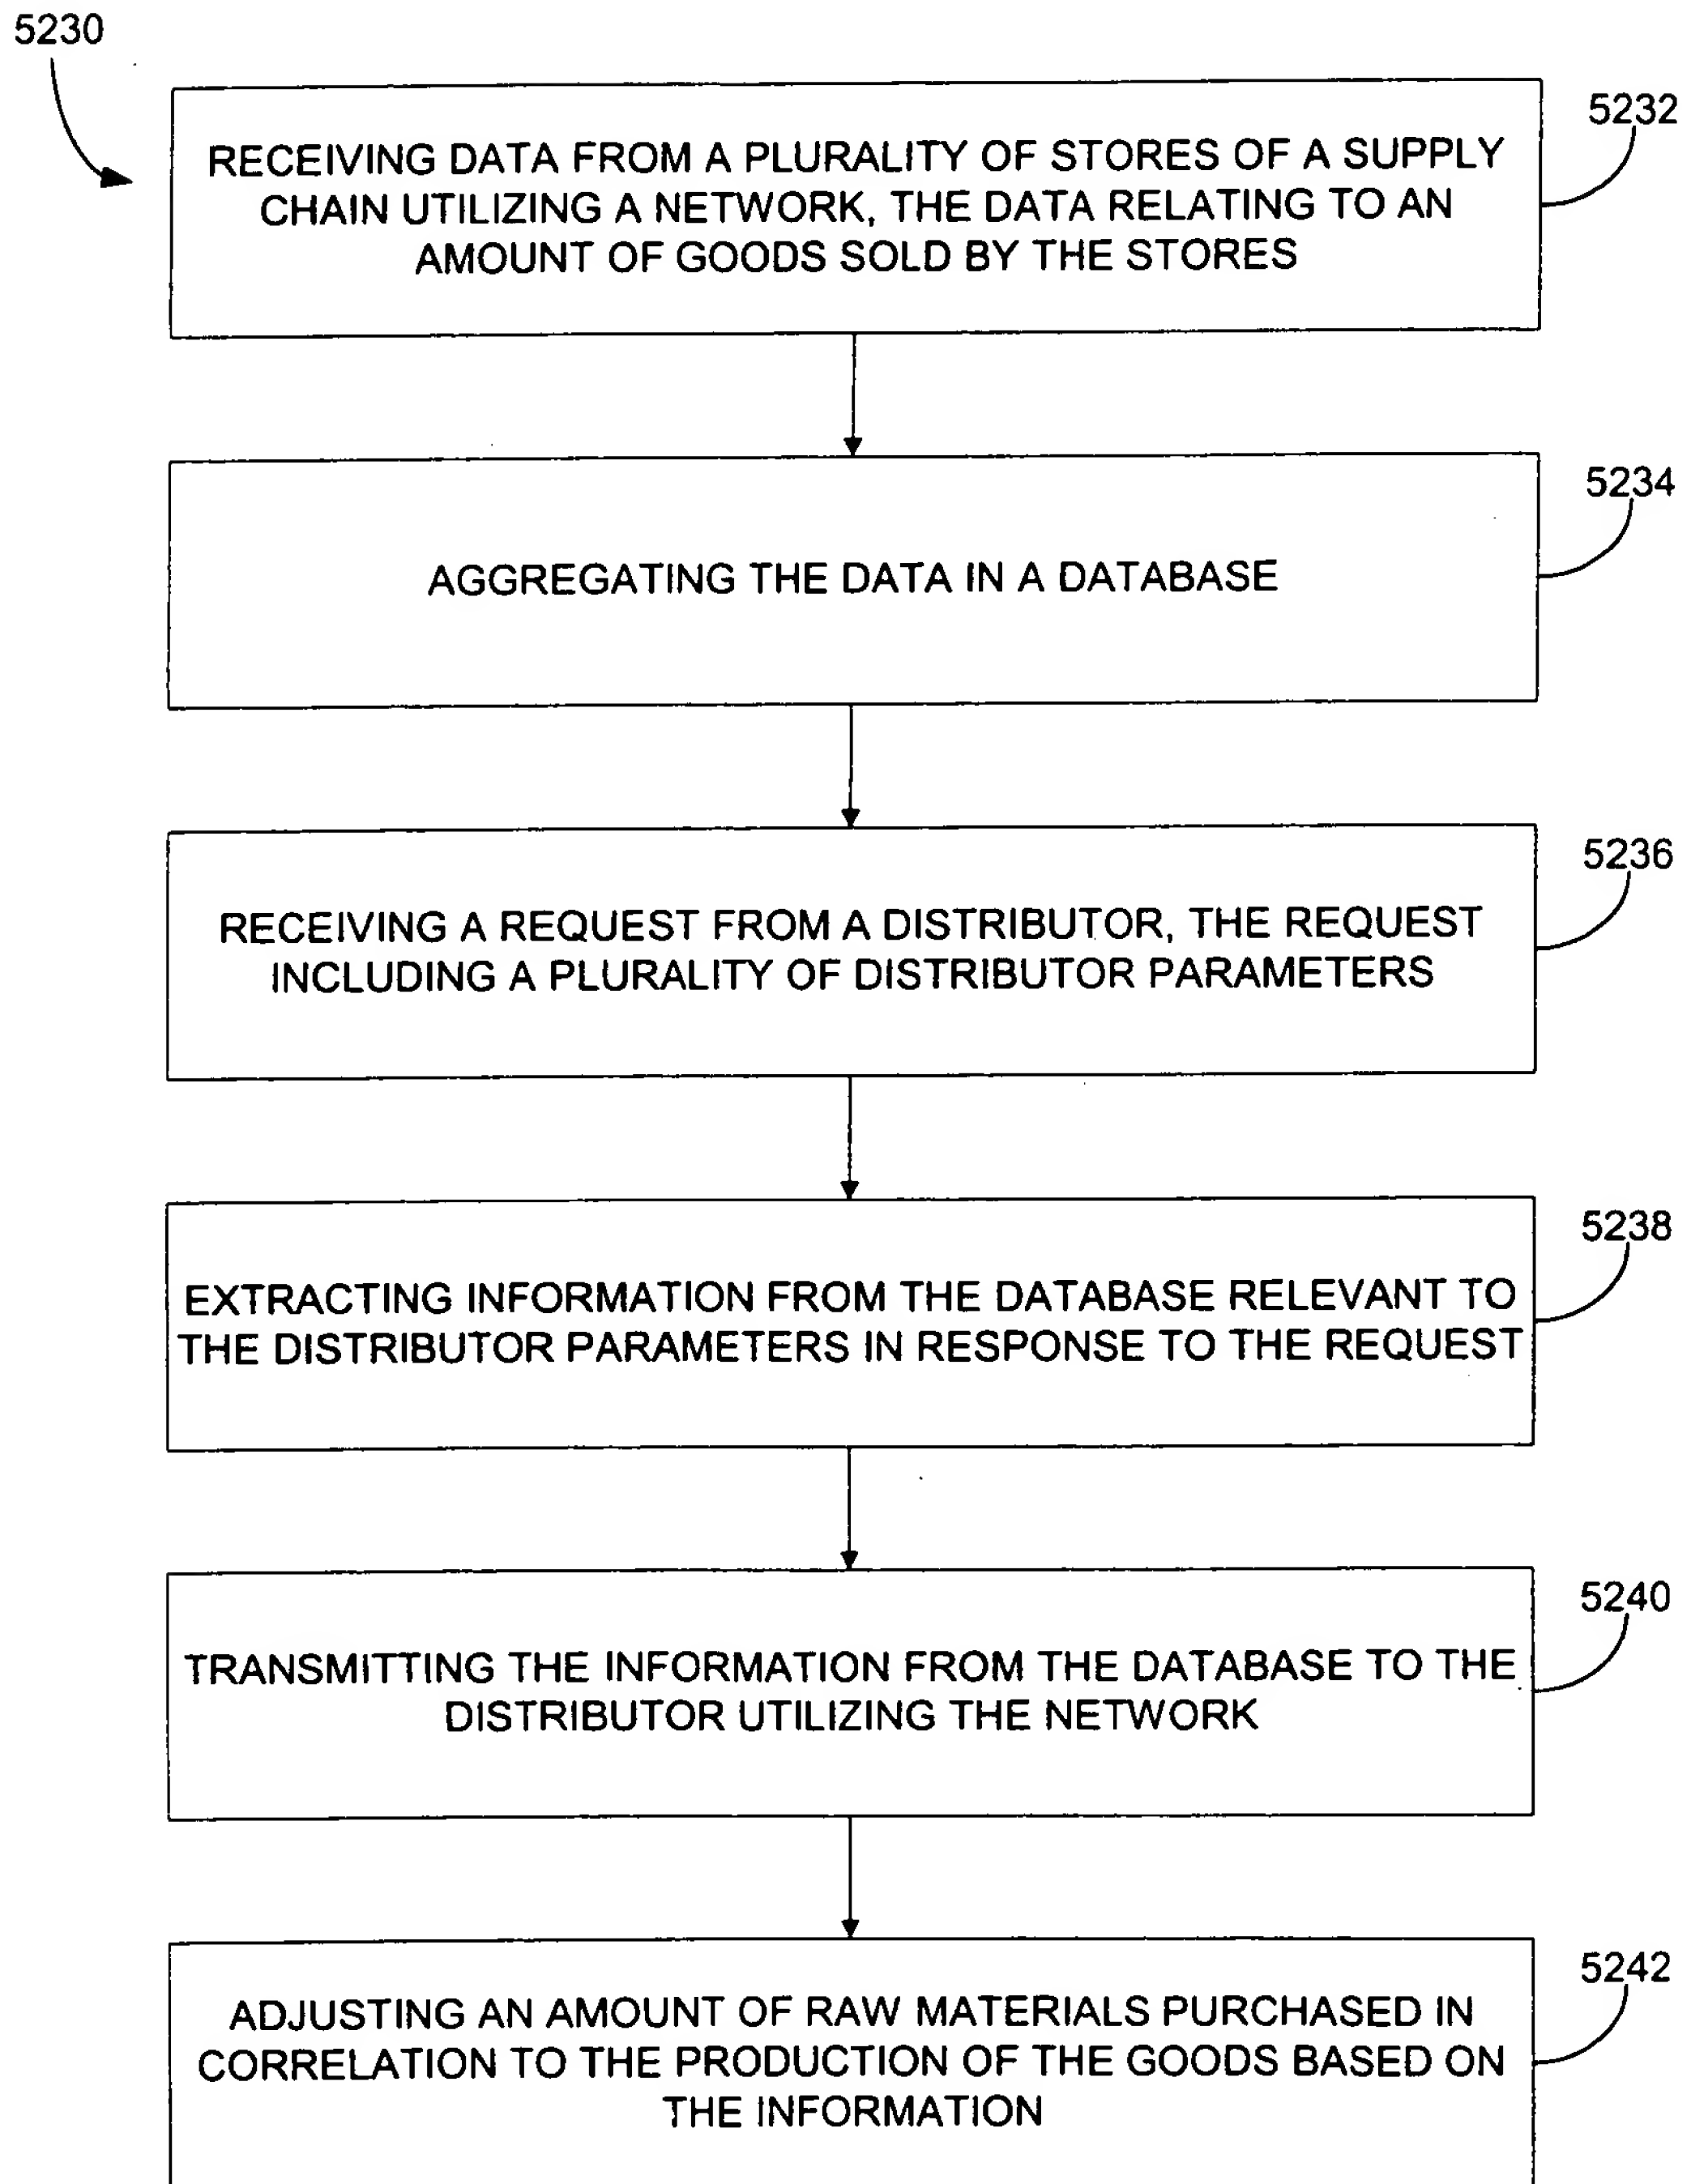 5230
5232
RECEIVING DATA FROM A PLURALITY OF STORES OF A SUPPLY
CHAIN UTILIZING A NETWORK, THE DATA RELATING TO AN
AMOUNT OF GOODS SOLD BY THE STORES
5234
AGGREGATING THE DATA IN A DATABASE
5236
RECEIVING A REQUEST FROM A DISTRIBUTOR, THE REQUEST
INCLUDING A PLURALITY OF DISTRIBUTOR PARAMETERS
5238
EXTRACTING INFORMATION FROM THE DATABASE RELEVANT TO
THE DISTRIBUTOR PARAMETERS IN RESPONSE TO THE REQUEST
5240
TRANSMITTING THE INFORMATION FROM THE DATABASE TO THE
DISTRIBUTOR UTILIZING THE NETWORK
5242
ADJUSTING AN AMOUNT OF RAW MATERIALS PURCHASED IN
CORRELATION TO THE PRODUCTION OF THE GOODS BASED ON
THE INFORMATION